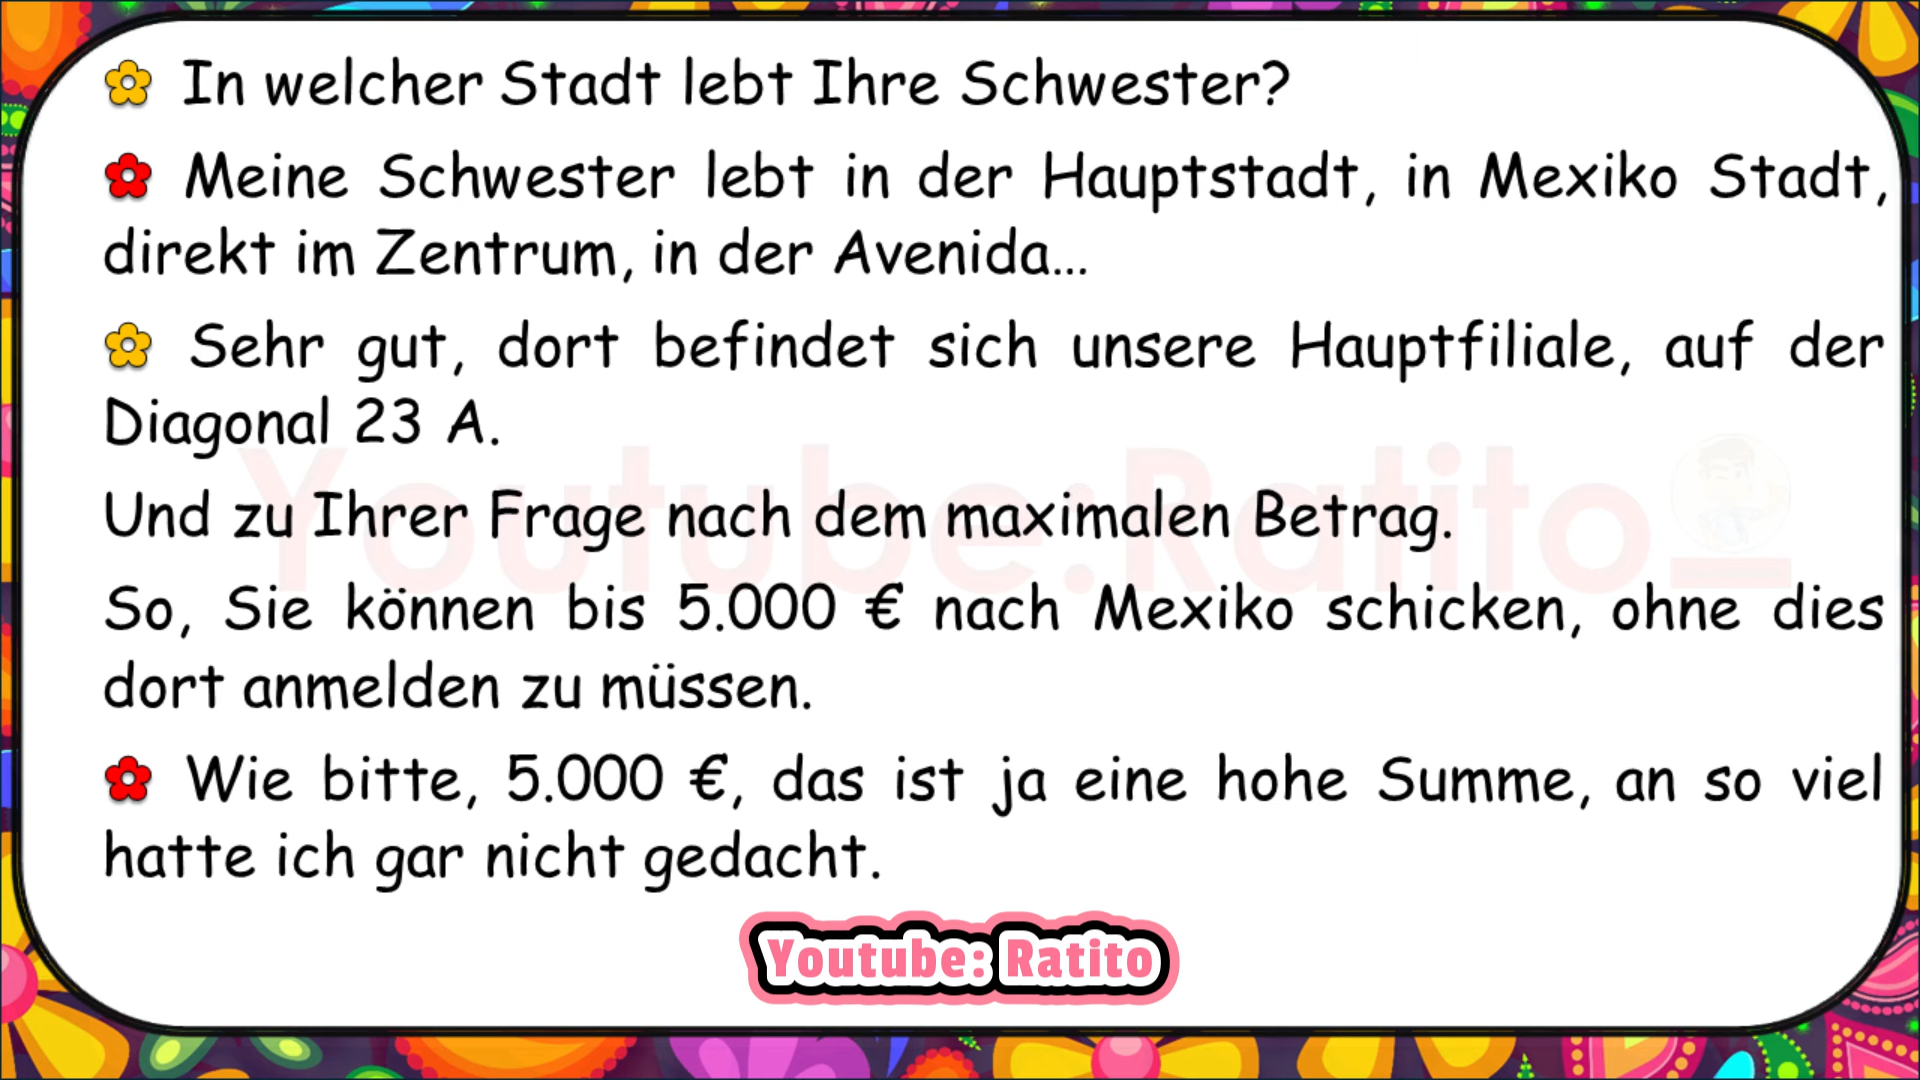 In welcher Stadt lebt Ihre Schwester?
Meine Schwester lebt in der Hauptstadt, in Mexiko Stadt,
direkt im Zentrum, in der Avenida...
Sehr gut, dort befindet sich unsere Hauptfiliale, auf der
Diagonal 23 A.
Und zu Ihrer Frage nach dem maximalen Betrag.
So, Sie können bis 5.000 € nach Mexiko schicken, ohne dies
dort anmelden zu müssen.
Wie bitte, 5.000 €, das ist ja eine hohe Summe, an so viel
hatte ich gar nicht gedacht.
Youtube:Ratito
Youtube: Ratito